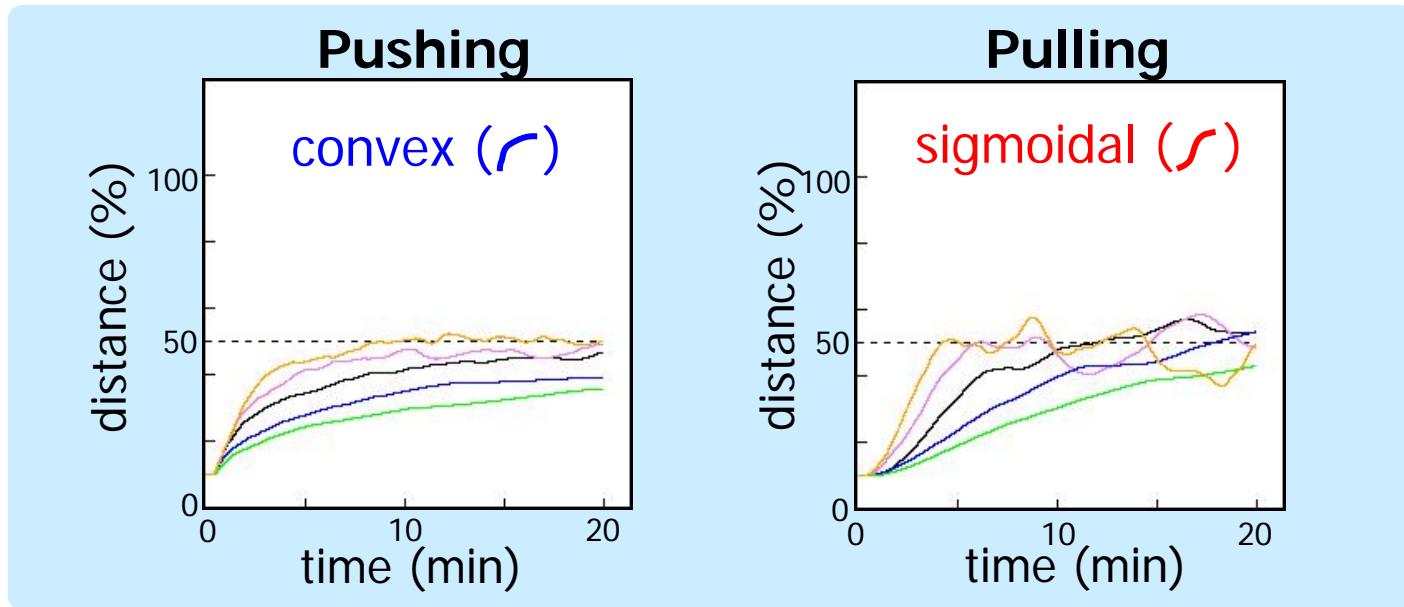 Pushing
convex ( )
distance (%)
100
50
0
0 10 20
time (min)
Pulling
sigmoidal ( )
distance (%)
100
50
0
0 10 20
time (min)